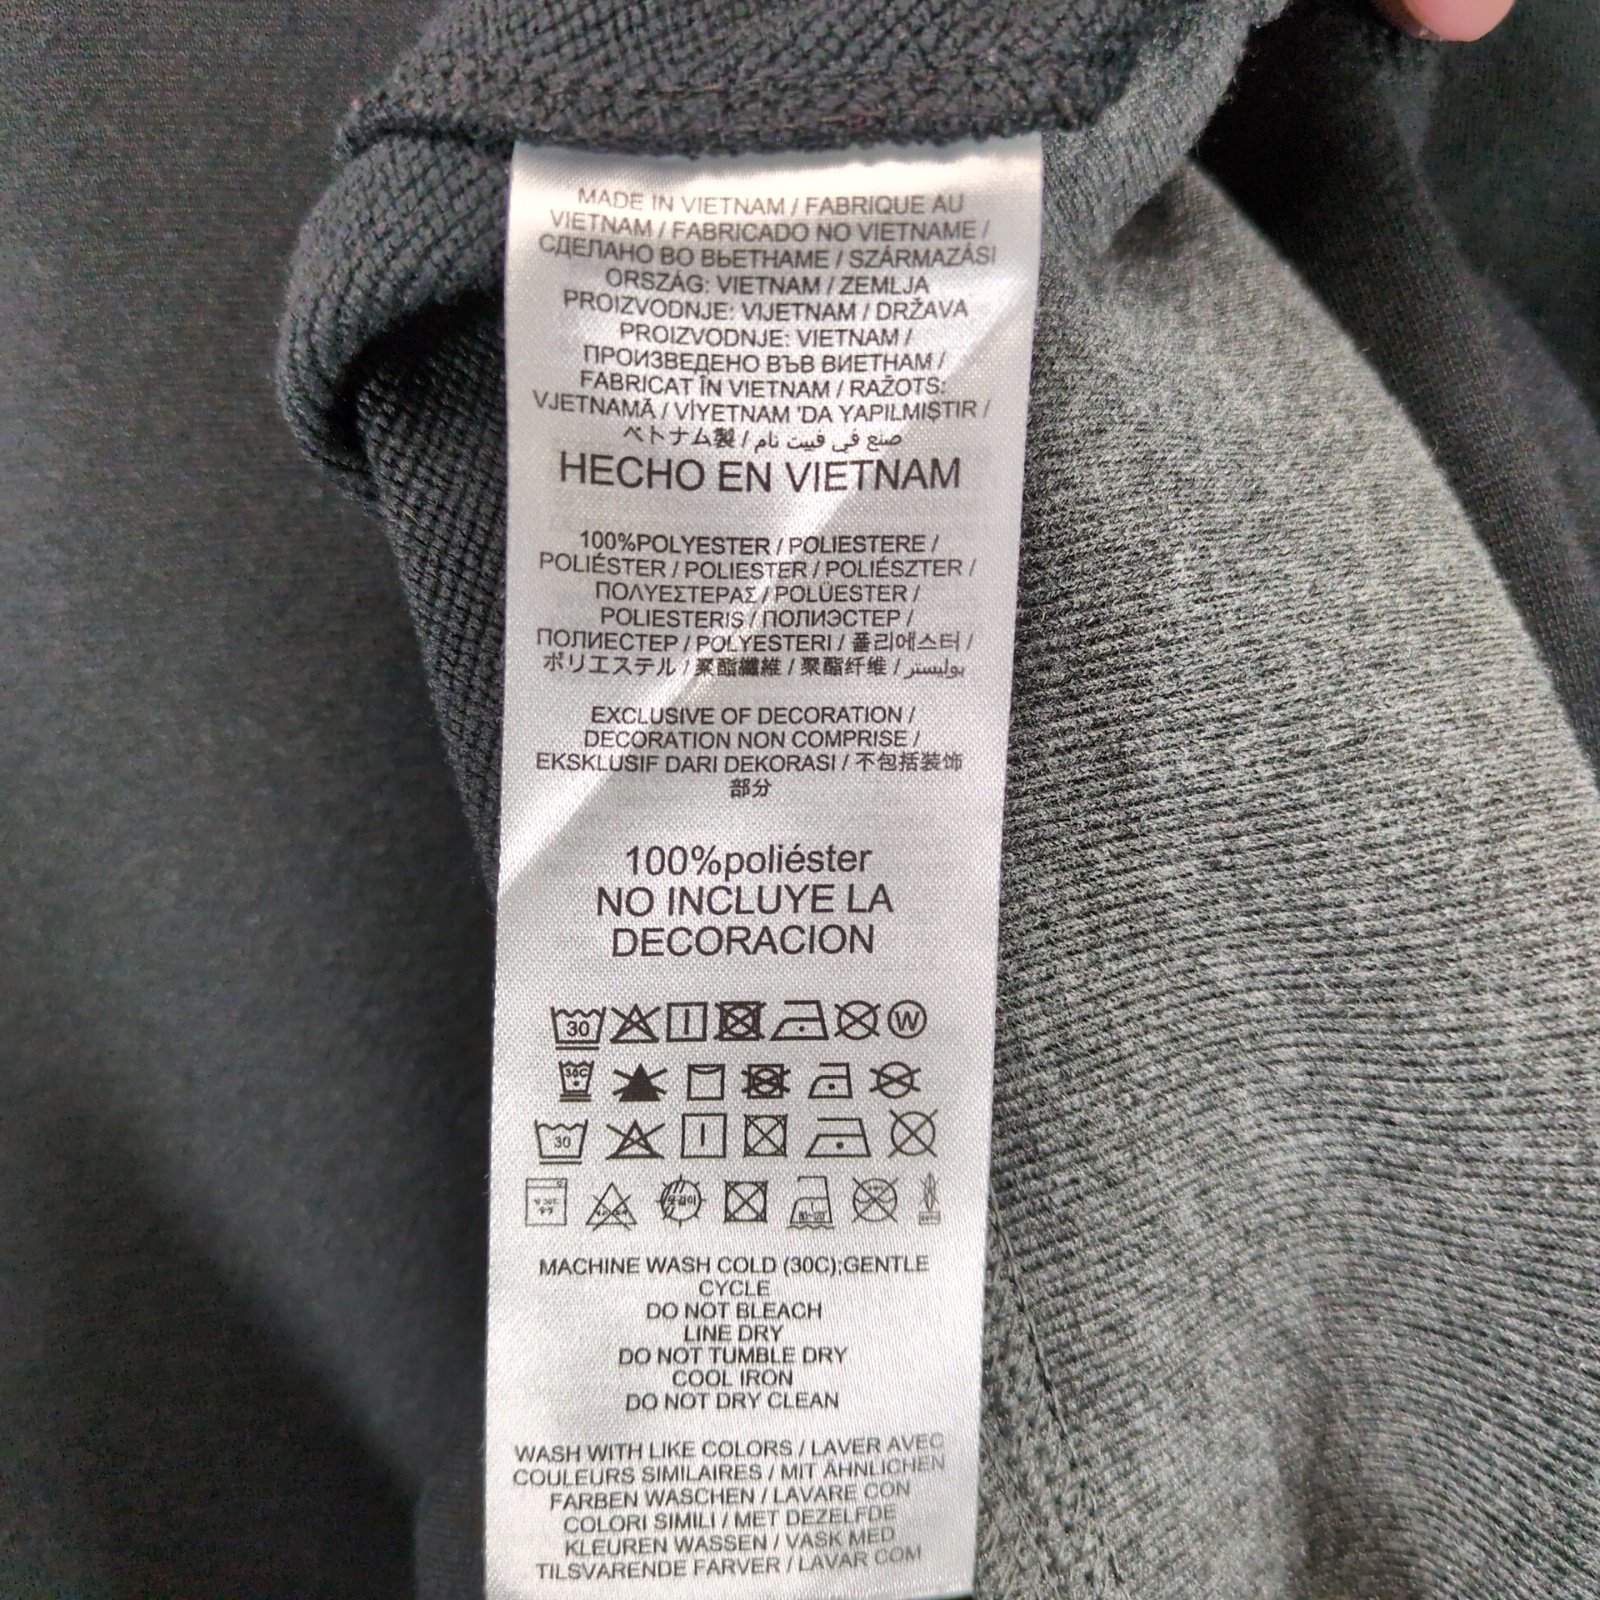 MADE IN VIETNAM / FABRIQUE AU
VIETNAM / FABRICADO NO VIETNAME /
СДЕЛАНО ВО ВЬЕТНАМЕ / SZÁRMAZÁSI
ORSZÁG: VIETNAM / ZEMLJA
PROIZVODNJE: VIJETNAM / DRŽAVA
PROIZVODNJE: VIETNAM /
ПРОИЗВЕДЕНО ВЪВ ВИЕТНАМ /
FABRICAT ÎN VIETNAM / RAŽOTS:
VJETNAMĀ / VİYETNAM 'DA YAPILMIŞTIR /
ベトナム製 / صنع في فييت نام
HECHO EN VIETNAM
100%POLYESTER / POLIESTERE /
POLIÉSTER / POLIESTER / POLIÉSZTER /
ΠΟΛΥΕΣΤΕΡΑΣ / POLÜESTER /
POLIESTERIS / ПОЛИЭСТЕР /
ПОЛИЕСТЕР / POLYESTERI / 폴리에스터 /
ポリエステル / 聚酯纖維 / 聚酯纤维 / بوليستر
EXCLUSIVE OF DECORATION /
DECORATION NON COMPRISE /
EKSKLUSIF DARI DEKORASI / 不包括装饰
部分
100%poliéster
NO INCLUYE LA
DECORACION
30 W
30C
30
MACHINE WASH COLD (30C);GENTLE
CYCLE
DO NOT BLEACH
LINE DRY
DO NOT TUMBLE DRY
COOL IRON
DO NOT DRY CLEAN
WASH WITH LIKE COLORS / LAVER AVEC
COULEURS SIMILAIRES / MIT ÄHNLICHEN
FARBEN WASCHEN / LAVARE CON
COLORI SIMILI / MET DEZELFDE
KLEUREN WASSEN / VASK MED
TILSVARENDE FARVER / LAVAR COM